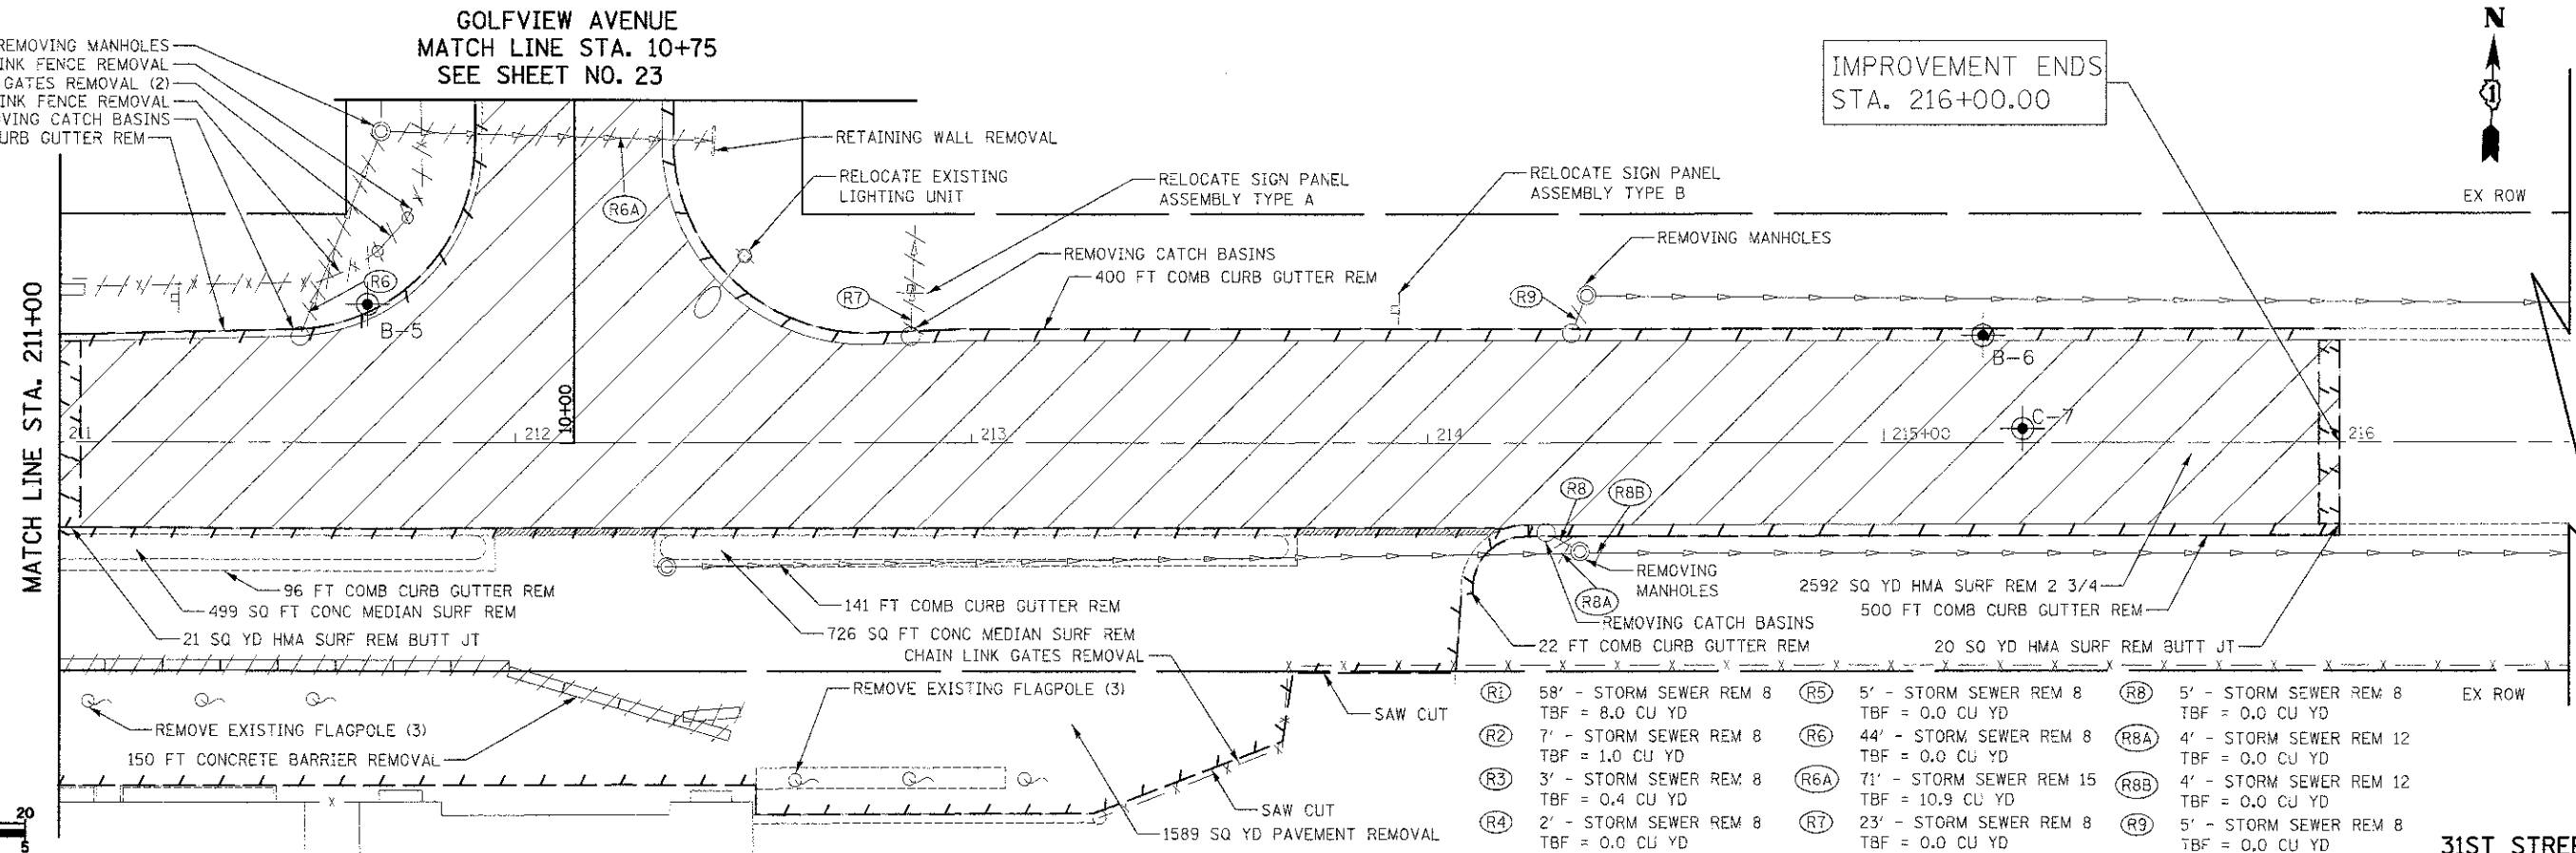 GOLFVIEW AVENUE
MATCH LINE STA. 10+75
SEE SHEET NO. 23
REMOVING MANHOLES
INK FENCE REMOVAL
GATES REMOVAL (2)
INK FENCE REMOVAL
OVING CATCH BASINS
URB GUTTER REM
IMPROVEMENT ENDS
STA. 216+00.00
N
1
RETAINING WALL REMOVAL
RELOCATE EXISTING
LIGHTING UNIT
RELOCATE SIGN PANEL
ASSEMBLY TYPE A
RELOCATE SIGN PANEL
ASSEMBLY TYPE B
EX ROW
R6A
REMOVING CATCH BASINS
400 FT COMB CURB GUTTER REM
REMOVING MANHOLES
R6
R7
R9
B-5
B-6
C-7
MATCH LINE STA. 211+00
211
212
10+00
213
214
215+00
216
R8
R8B
R8A
96 FT COMB CURB GUTTER REM
499 SQ FT CONC MEDIAN SURF REM
21 SQ YD HMA SURF REM BUTT JT
141 FT COMB CURB GUTTER REM
726 SQ FT CONC MEDIAN SURF REM
CHAIN LINK GATES REMOVAL
REMOVING
MANHOLES
REMOVING CATCH BASINS
22 FT COMB CURB GUTTER REM
2592 SQ YD HMA SURF REM 2 3/4
500 FT COMB CURB GUTTER REM
20 SQ YD HMA SURF REM BUTT JT
REMOVE EXISTING FLAGPOLE (3)
REMOVE EXISTING FLAGPOLE (3)
150 FT CONCRETE BARRIER REMOVAL
SAW CUT
SAW CUT
1589 SQ YD PAVEMENT REMOVAL
EX ROW
R1 58' - STORM SEWER REM 8
TBF = 8.0 CU YD
R2 7' - STORM SEWER REM 8
TBF = 1.0 CU YD
R3 3' - STORM SEWER REM 8
TBF = 0.4 CU YD
R4 2' - STORM SEWER REM 8
TBF = 0.0 CU YD
R5 5' - STORM SEWER REM 8
TBF = 0.0 CU YD
R6 44' - STORM SEWER REM 8
TBF = 0.0 CU YD
R6A 71' - STORM SEWER REM 15
TBF = 10.9 CU YD
R7 23' - STORM SEWER REM 8
TBF = 0.0 CU YD
R8 5' - STORM SEWER REM 8
TBF = 0.0 CU YD
R8A 4' - STORM SEWER REM 12
TBF = 0.0 CU YD
R8B 4' - STORM SEWER REM 12
TBF = 0.0 CU YD
R9 5' - STORM SEWER REM 8
TBF = 0.0 CU YD
20
5
31ST STREE